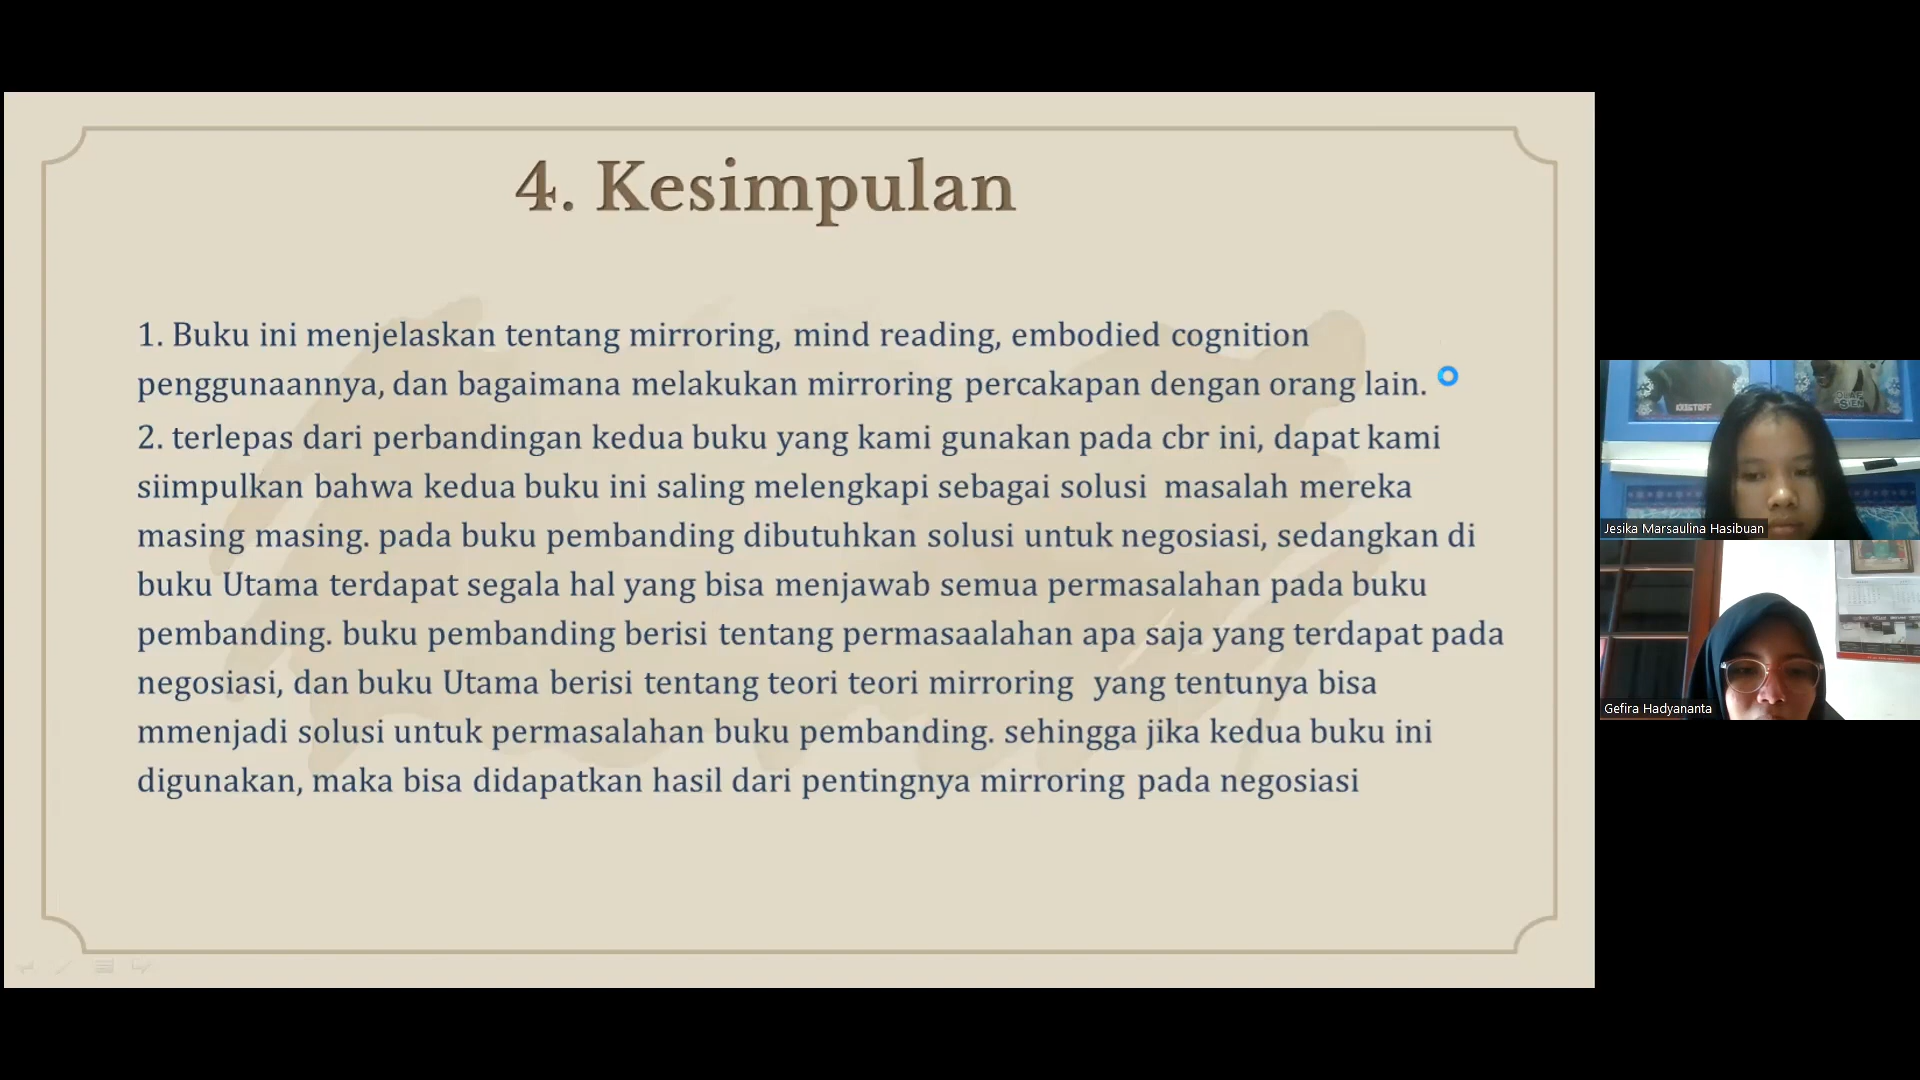 4. Kesimpulan
1. Buku ini menjelaskan tentang mirroring, mind reading, embodied cognition
penggunaannya, dan bagaimana melakukan mirroring percakapan dengan orang lain.
2. terlepas dari perbandingan kedua buku yang kami gunakan pada cbr ini, dapat kami
siimpulkan bahwa kedua buku ini saling melengkapi sebagai solusi masalah mereka
masing masing. pada buku pembanding dibutuhkan solusi untuk negosiasi, sedangkan di
buku Utama terdapat segala hal yang bisa menjawab semua permasalahan pada buku
pembanding. buku pembanding berisi tentang permasaalahan apa saja yang terdapat pada
negosiasi, dan buku Utama berisi tentang teori teori mirroring yang tentunya bisa
mmenjadi solusi untuk permasalahan buku pembanding. sehingga jika kedua buku ini
digunakan, maka bisa didapatkan hasil dari pentingnya mirroring pada negosiasi
KRISTOFF
Jesika Marsaulina Hasibuan
Gefira Hadyananta